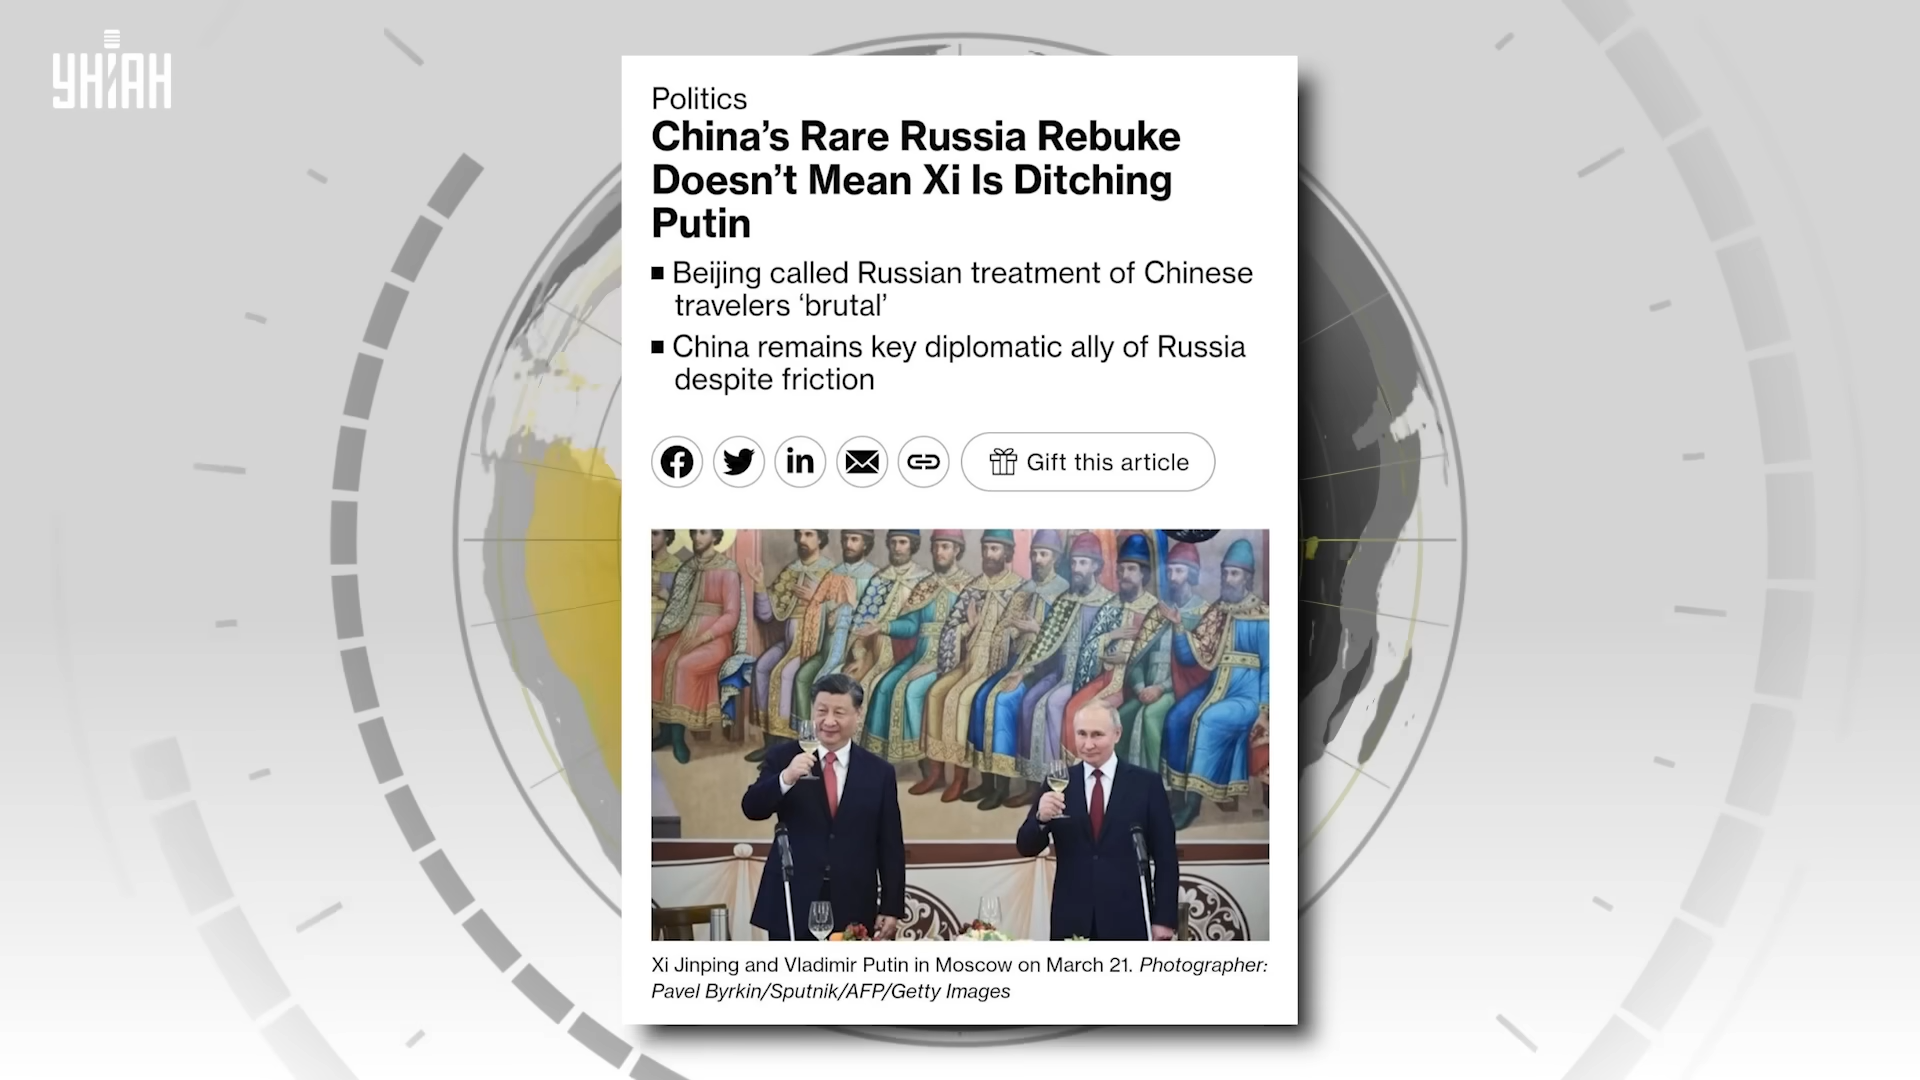 УНІАН
Politics
China’s Rare Russia Rebuke
Doesn’t Mean Xi Is Ditching
Putin
Beijing called Russian treatment of Chinese
travelers ‘brutal’
China remains key diplomatic ally of Russia
despite friction
Gift this article
Xi Jinping and Vladimir Putin in Moscow on March 21. Photographer:
Pavel Byrkin/Sputnik/AFP/Getty Images